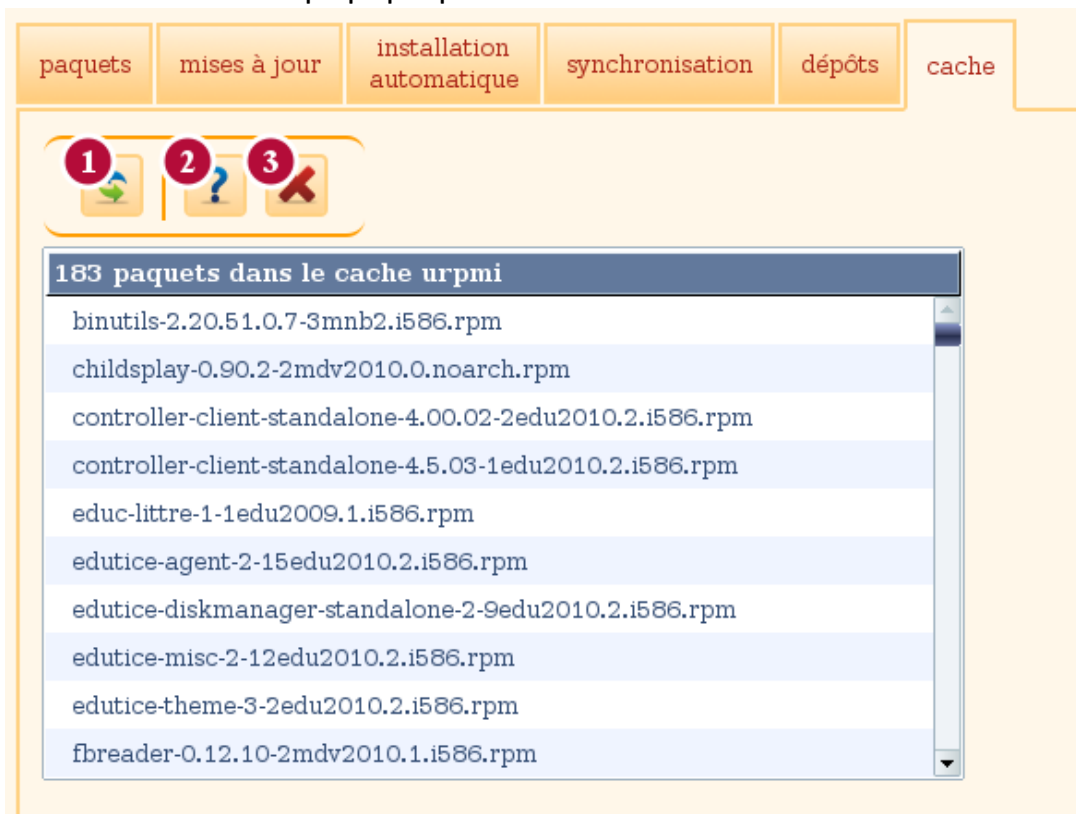 paquets
mises à jour
installation
automatique
synchronisation
dépôts
cache
1
2
?
3
183 paquets dans le cache urpmi
binutils-2.20.51.0.7-3mnb2.i586.rpm
childsplay-0.90.2-2mdv2010.0.noarch.rpm
controller-client-standalone-4.00.02-2edu2010.2.i586.rpm
controller-client-standalone-4.5.03-1edu2010.2.i586.rpm
educ-littre-1-1edu2009.1.i586.rpm
edutice-agent-2-15edu2010.2.i586.rpm
edutice-diskmanager-standalone-2-9edu2010.2.i586.rpm
edutice-misc-2-12edu2010.2.i586.rpm
edutice-theme-3-2edu2010.2.i586.rpm
fbreader-0.12.10-2mdv2010.1.i586.rpm